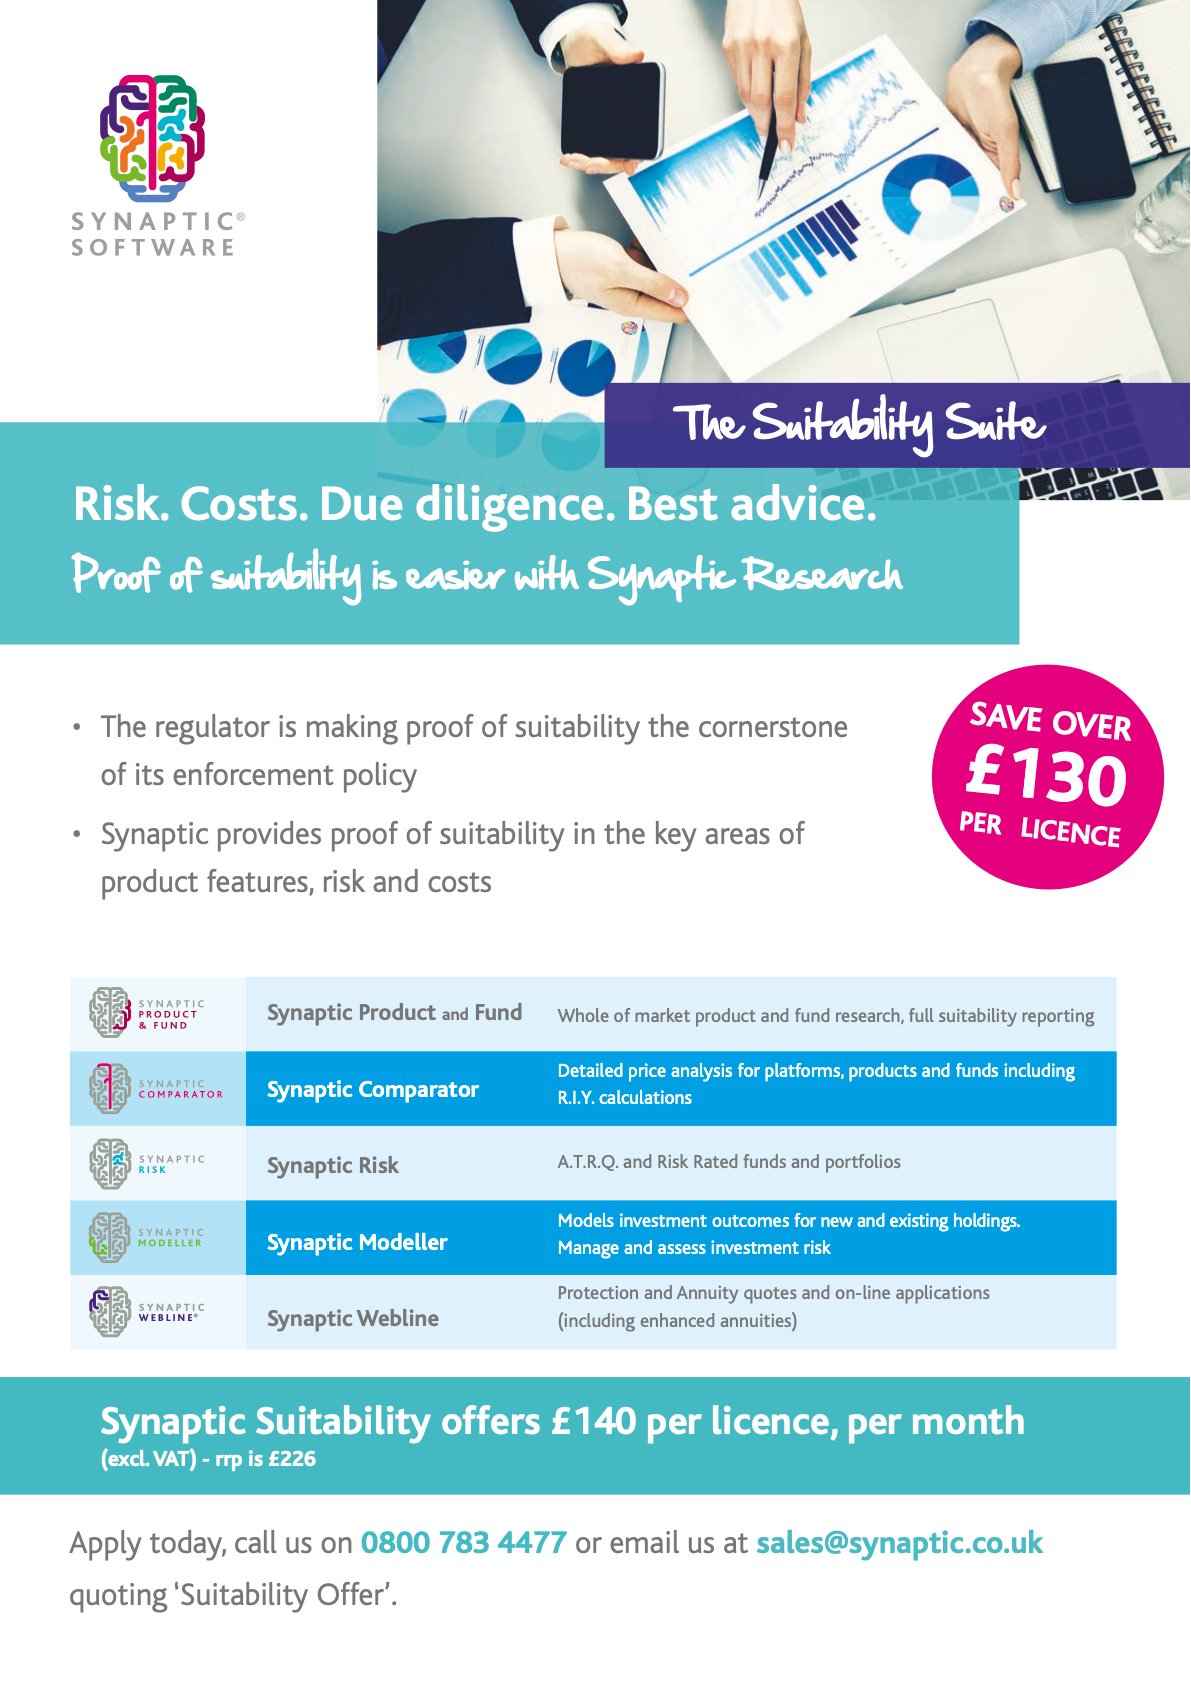 SYNAPTIC®
SOFTWARE
The Suitability Suite
Risk. Costs. Due diligence. Best advice.
Proof of suitability is easier with Synaptic Research
• The regulator is making proof of suitability the cornerstone
of its enforcement policy
• Synaptic provides proof of suitability in the key areas of
product features, risk and costs
SAVE OVER
£130
PER LICENCE
SYNAPTIC
PRODUCT
& FUND
Synaptic Product and Fund
Whole of market product and fund research, full suitability reporting
SYNAPTIC
COMPARATOR
Synaptic Comparator
Detailed price analysis for platforms, products and funds including
R.I.Y. calculations
SYNAPTIC
RISK
Synaptic Risk
A.T.R.Q. and Risk Rated funds and portfolios
SYNAPTIC
MODELLER
Synaptic Modeller
Models investment outcomes for new and existing holdings.
Manage and assess investment risk
SYNAPTIC
WEBLINE®
Synaptic Webline
Protection and Annuity quotes and on-line applications
(including enhanced annuities)
Synaptic Suitability offers £140 per licence, per month
(excl. VAT) - rrp is £226
Apply today, call us on 0800 783 4477 or email us at sales@synaptic.co.uk
quoting ‘Suitability Offer’.